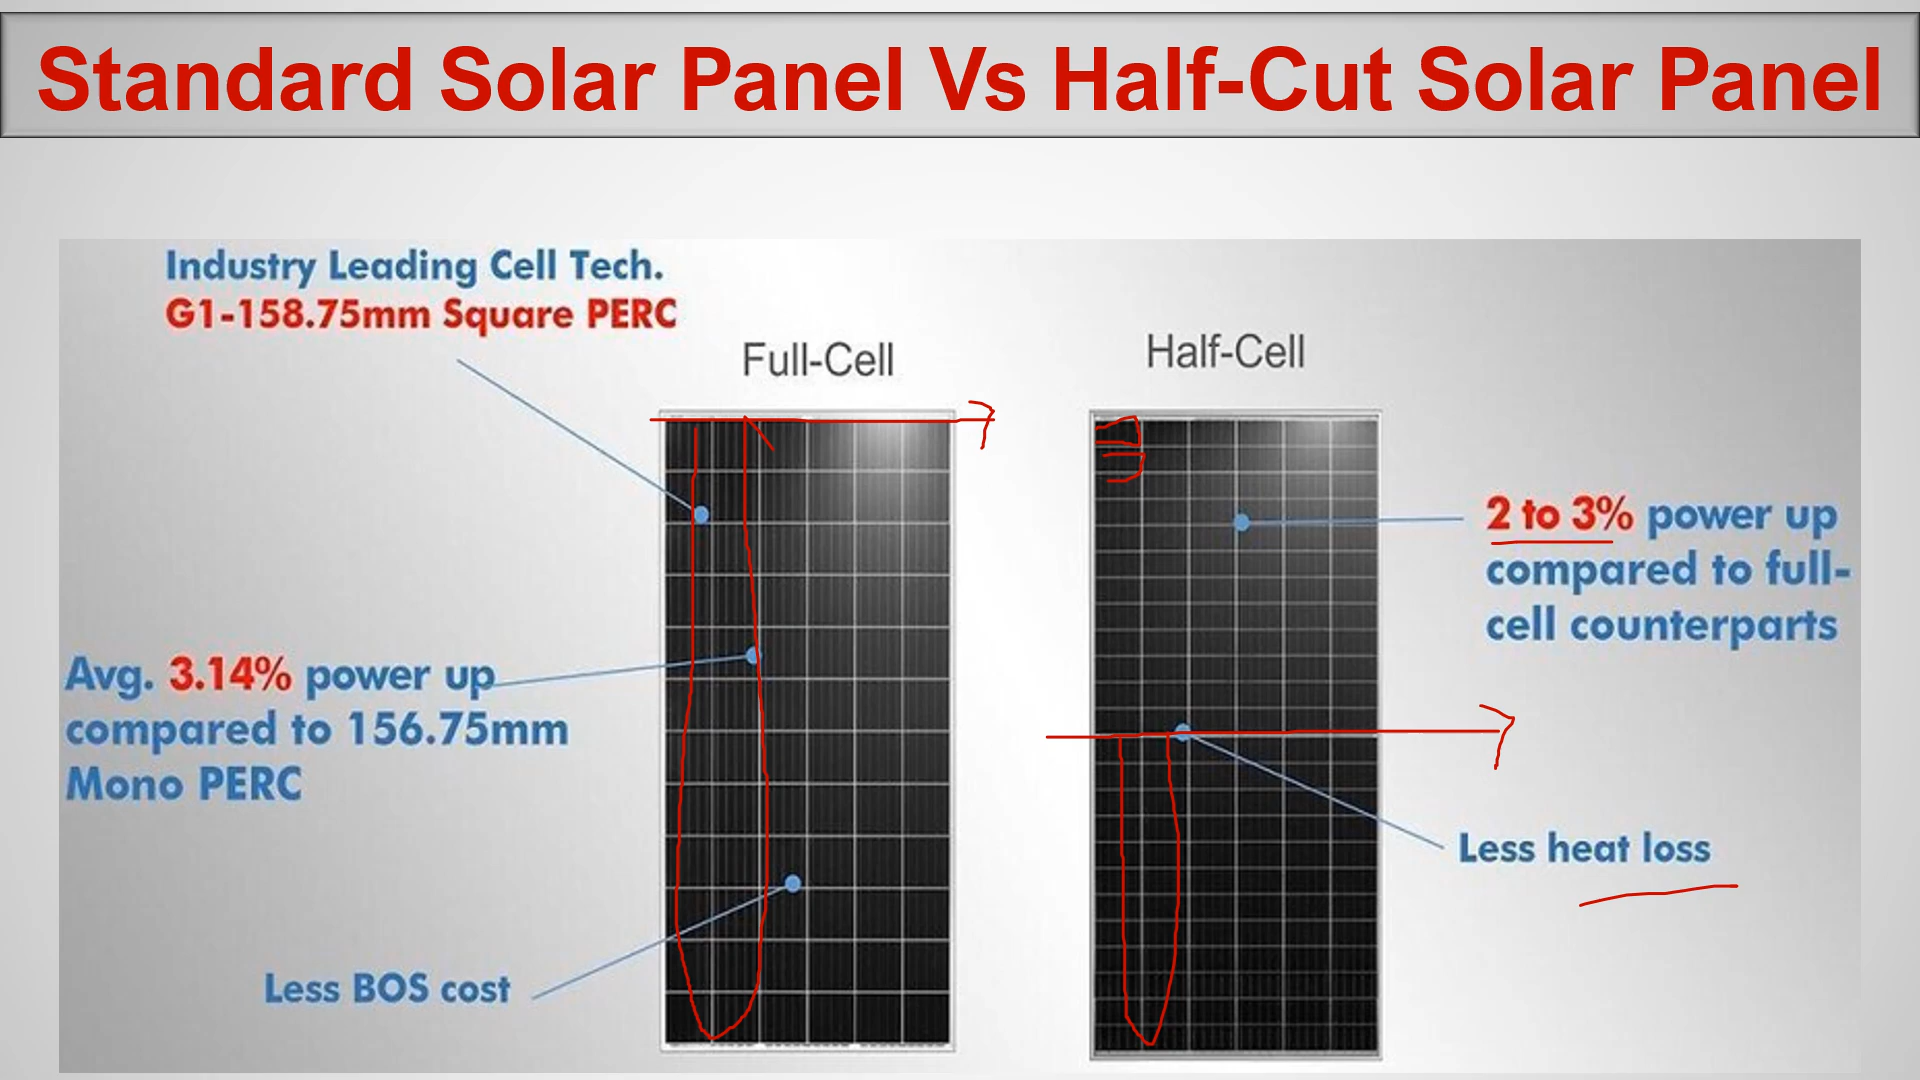 Standard Solar Panel Vs Half-Cut Solar Panel
Industry Leading Cell Tech.
G1-158.75mm Square PERC
Full-Cell
Half-Cell
2 to 3% power up
compared to full-
cell counterparts
Avg. 3.14% power up
compared to 156.75mm
Mono PERC
Less heat loss
Less BOS cost